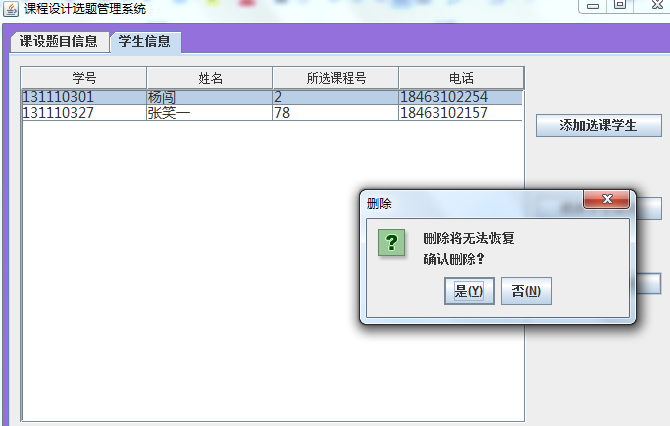 课程设计选题管理系统
课设题目信息 学生信息
学号 姓名 所选课程号 电话
131110301 杨闯 2 18463102254
131110327 张笑一 78 18463102157
添加选课学生
删除
删除将无法恢复
确认删除?
是(Y) 否(N)